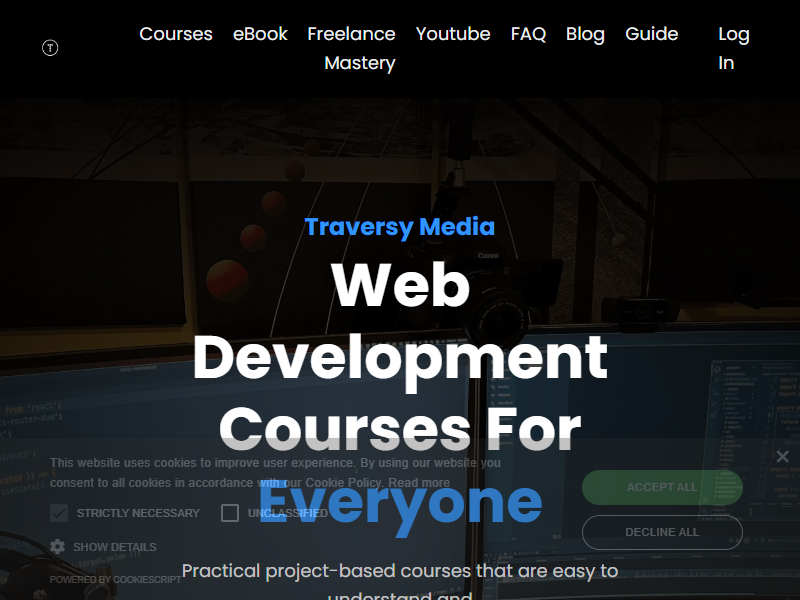 T
Courses eBook Freelance Mastery Youtube FAQ Blog Guide Log In
Traversy Media
Web
Development
Courses For
Everyone
This website uses cookies to improve user experience. By using our website you
consent to all cookies in accordance with our Cookie Policy. Read more
STRICTLY NECESSARY UNCLASSIFIED
SHOW DETAILS
POWERED BY COOKIESCRIPT
ACCEPT ALL
DECLINE ALL
Practical project-based courses that are easy to
understand and